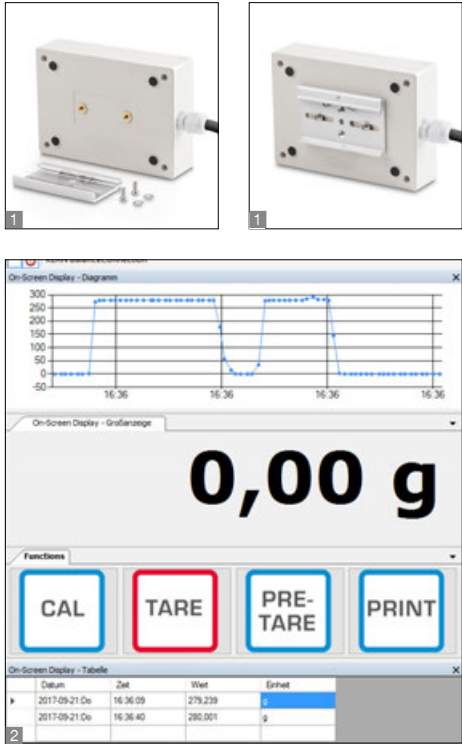 1
1
On-Screen Display - Diagramm
300
250
200
150
100
50
0
-50
16:36 16:36 16:36 16:36
On-Screen Display - Großanzeige
0,00 g
Functions
CAL TARE PRE-TARE PRINT
On-Screen Display - Tabelle
Datum Zeit Wert Einheit
2017-09-21:Do 16:36:09 279,239 g
2017-09-21:Do 16:36:40 280,001 g
2